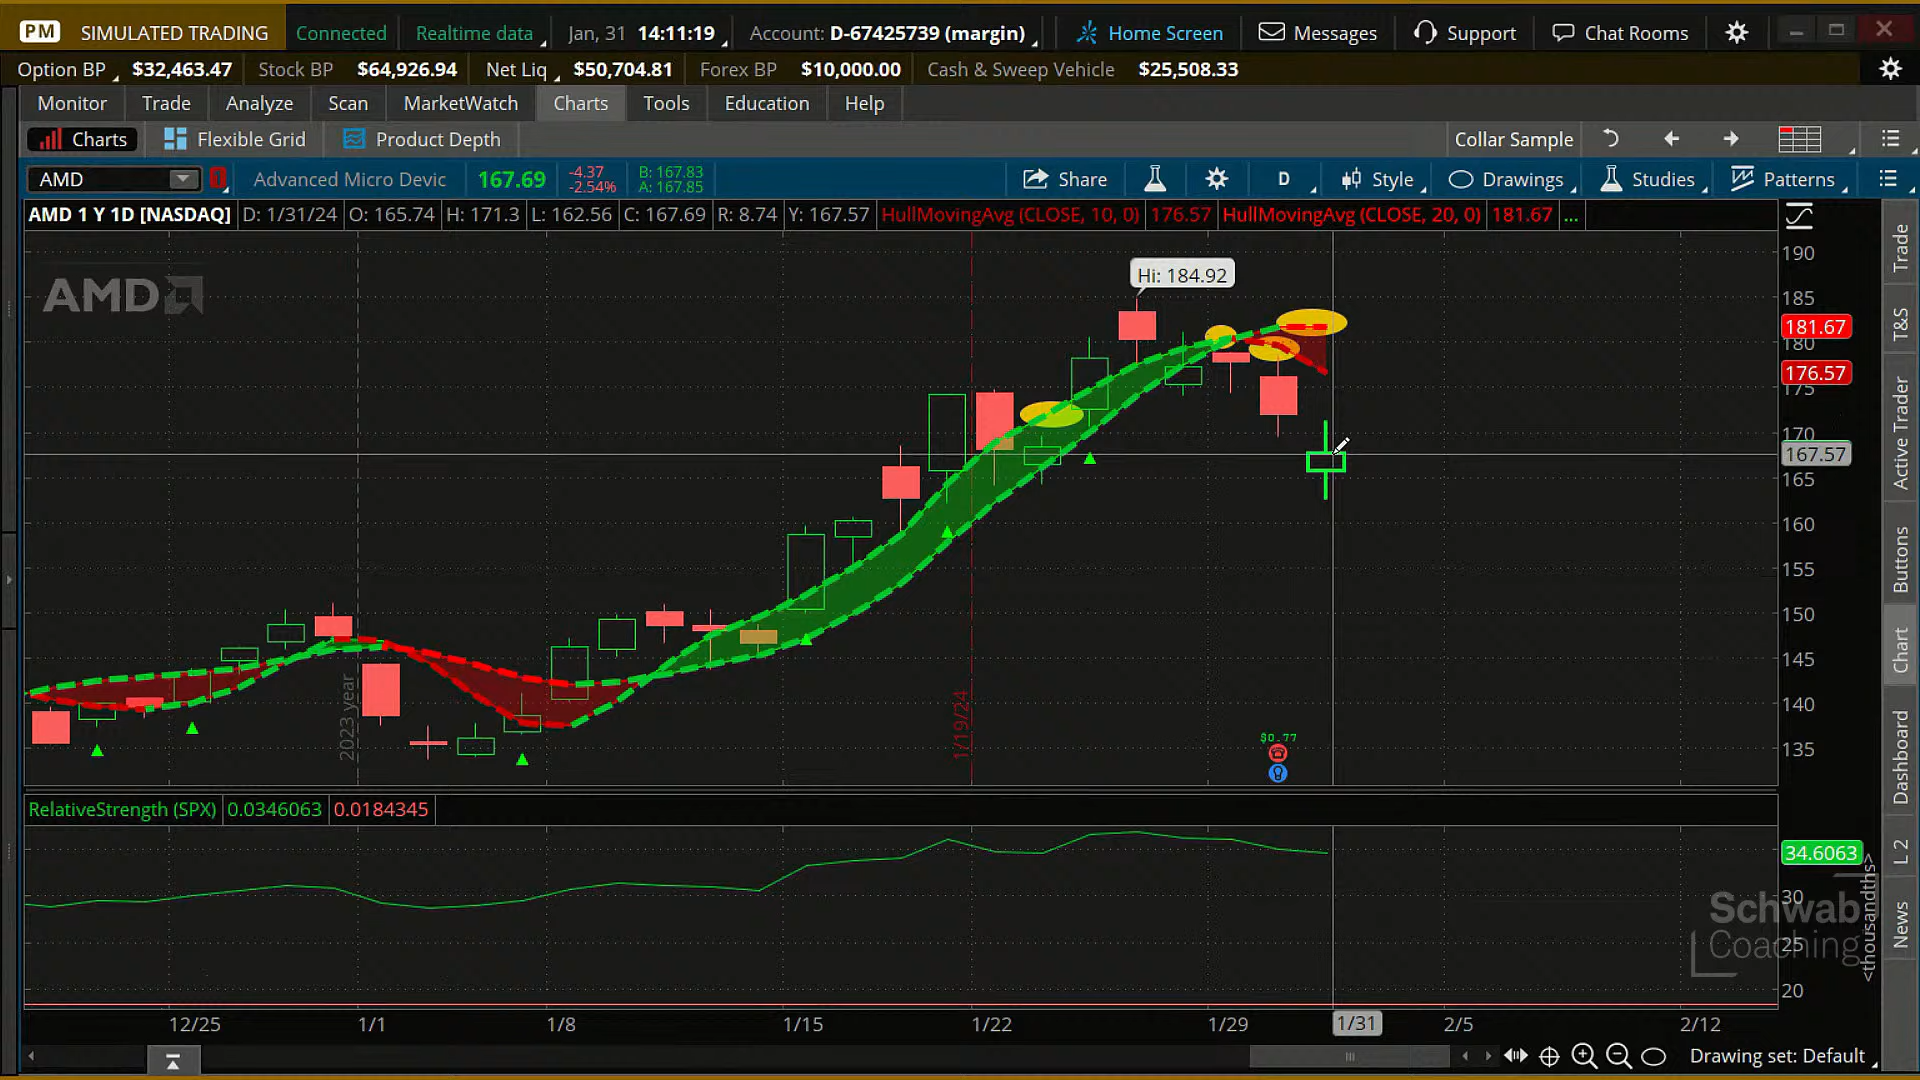 PM SIMULATED TRADING Connected Realtime data Jan, 31 14:11:19 Account: D-67425739 (margin) Home Screen Messages Support Chat Rooms
Option BP $32,463.47 Stock BP $64,926.94 Net Liq $50,704.81 Forex BP $10,000.00 Cash & Sweep Vehicle $25,508.33
Monitor Trade Analyze Scan MarketWatch Charts Tools Education Help
Charts Flexible Grid Product Depth Collar Sample
AMD Advanced Micro Devic 167.69 -4.37 B: 167.83 Share D Style Drawings Studies Patterns
-2.54% A: 167.85
AMD 1 Y 1D [NASDAQ] D: 1/31/24 O: 165.74 H: 171.3 L: 162.56 C: 167.69 R: 8.74 Y: 167.57 HullMovingAvg (CLOSE, 10, 0) 176.57 HullMovingAvg (CLOSE, 20, 0) 181.67 ...
AMD
Hi: 184.92
190
185
181.67
180
176.57
175
170
167.57
165
160
155
150
145
140
135
2023 year
1/19/24
$0.77
RelativeStrength (SPX) 0.0346063 0.0184345
34.6063
30
25
20
<thousandths>
Schwab
Coaching
12/25 1/1 1/8 1/15 1/22 1/29 1/31 2/5 2/12
Drawing set: Default
Trade
T&S
Active Trader
Buttons
Chart
Dashboard
L 2
News